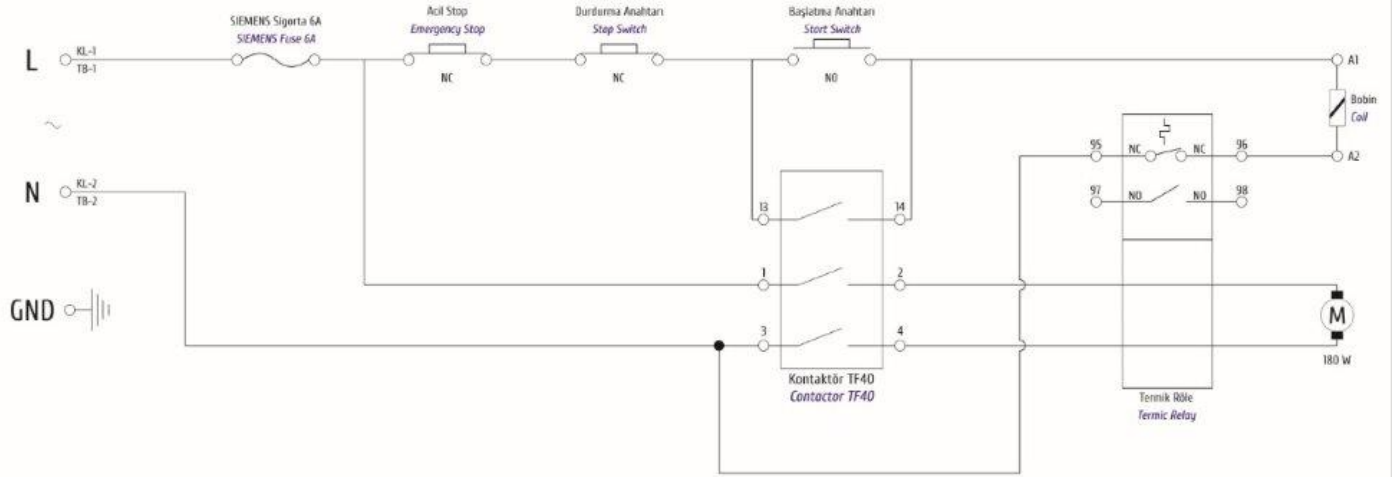 SIEMENS Sigorta 6A
SIEMENS Fuse 6A
Acil Stop
Emergency Stop
Durdurma Anahtarı
Stop Switch
Başlatma Anahtarı
Start Switch
L
KL-1
TB-1
NC
NC
NO
A1
Bobin
Coil
A2
N
KL-2
TB-2
95
NC
NC
96
97
NO
NO
98
13
14
1
2
GND
3
4
M
180 W
Kontaktör TF40
Contactor TF40
Termik Röle
Termic Relay